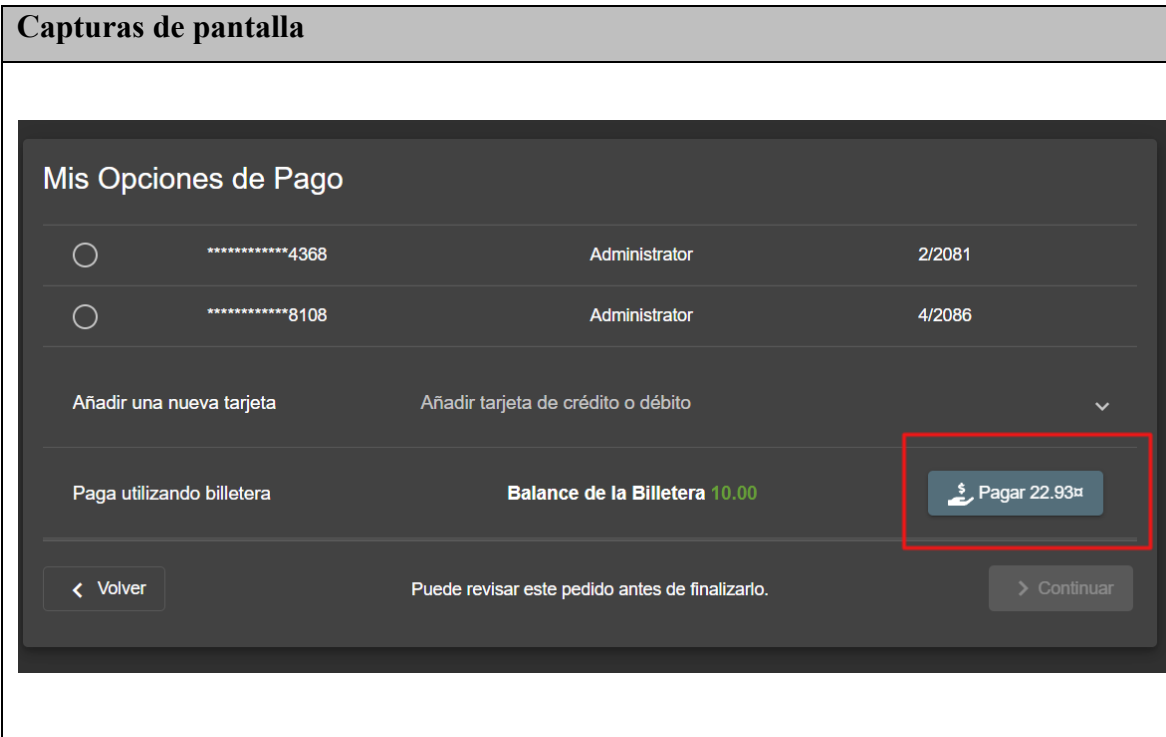 Capturas de pantalla
Mis Opciones de Pago
************4368 Administrator 2/2081
************8108 Administrator 4/2086
Añadir una nueva tarjeta Añadir tarjeta de crédito o débito
Paga utilizando billetera Balance de la Billetera 10.00 Pagar 22.93¤
Volver Puede revisar este pedido antes de finalizarlo. Continuar